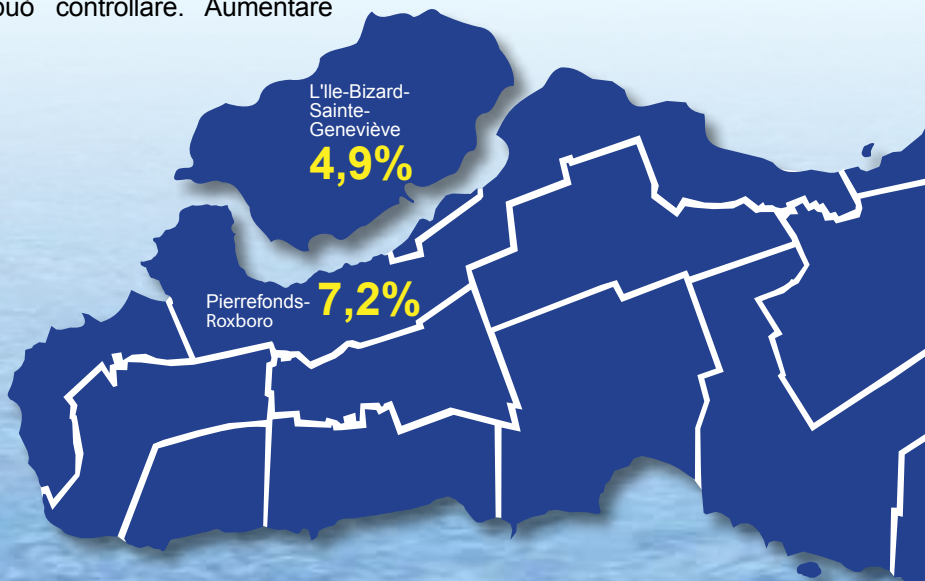 può controllare. Aumentare
L'Ile-Bizard-
Sainte-
Geneviève
4,9%
Pierrefonds-
Roxboro
7,2%